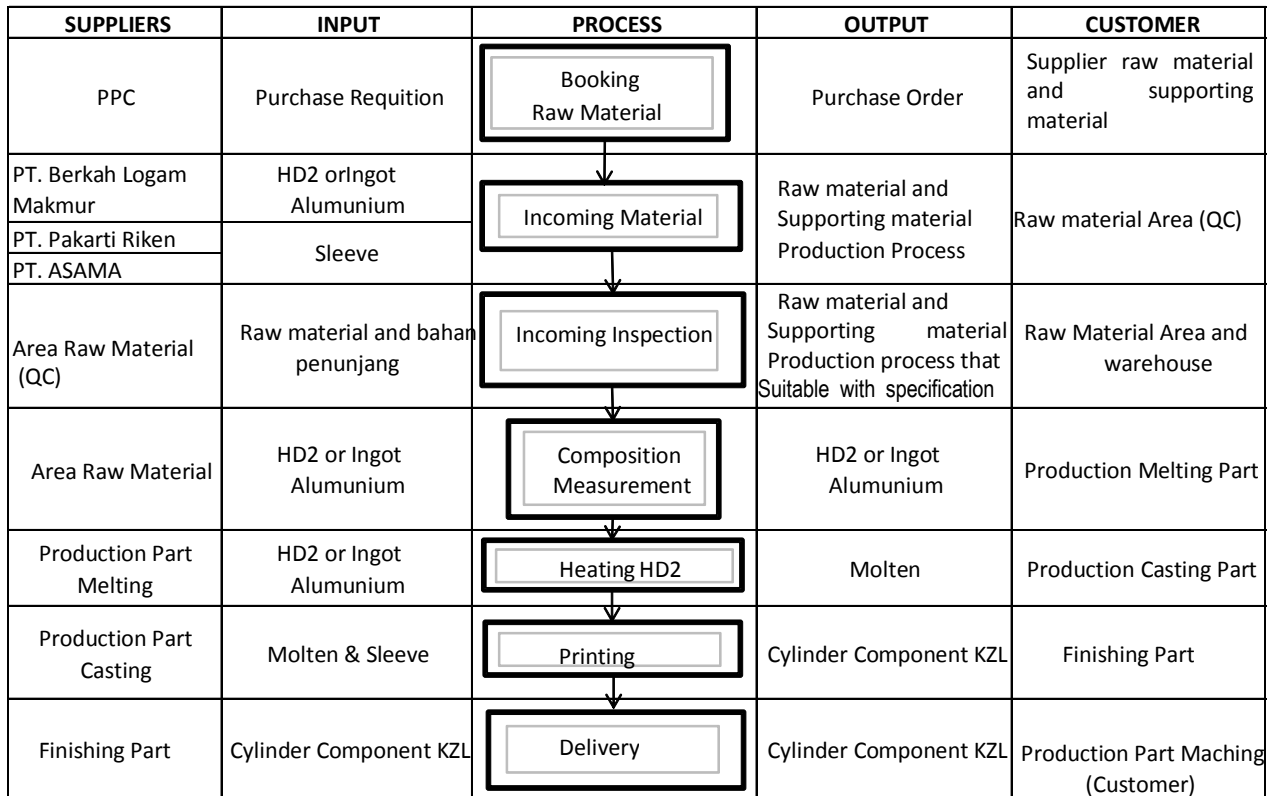 SUPPLIERS INPUT PROCESS OUTPUT CUSTOMER
PPC
Purchase Requition
Booking
Raw Material
Purchase Order
Supplier raw material
and supporting
material
PT. Berkah Logam
Makmur
PT. Pakarti Riken
PT. ASAMA
HD2 orIngot
Alumunium
Sleeve
Incoming Material
Raw material and
Supporting material
Production Process
Raw material Area (QC)
Area Raw Material
(QC)
Raw material and bahan
penunjang
Incoming Inspection
Raw material and
Supporting material
Production process that
Suitable with specification
Raw Material Area and
warehouse
Area Raw Material
HD2 or Ingot
Alumunium
Composition
Measurement
HD2 or Ingot
Alumunium
Production Melting Part
Production Part
Melting
HD2 or Ingot
Alumunium
Heating HD2
Molten
Production Casting Part
Production Part
Casting
Molten & Sleeve
Printing
Cylinder Component KZL
Finishing Part
Finishing Part
Cylinder Component KZL
Delivery
Cylinder Component KZL
Production Part Maching
(Customer)